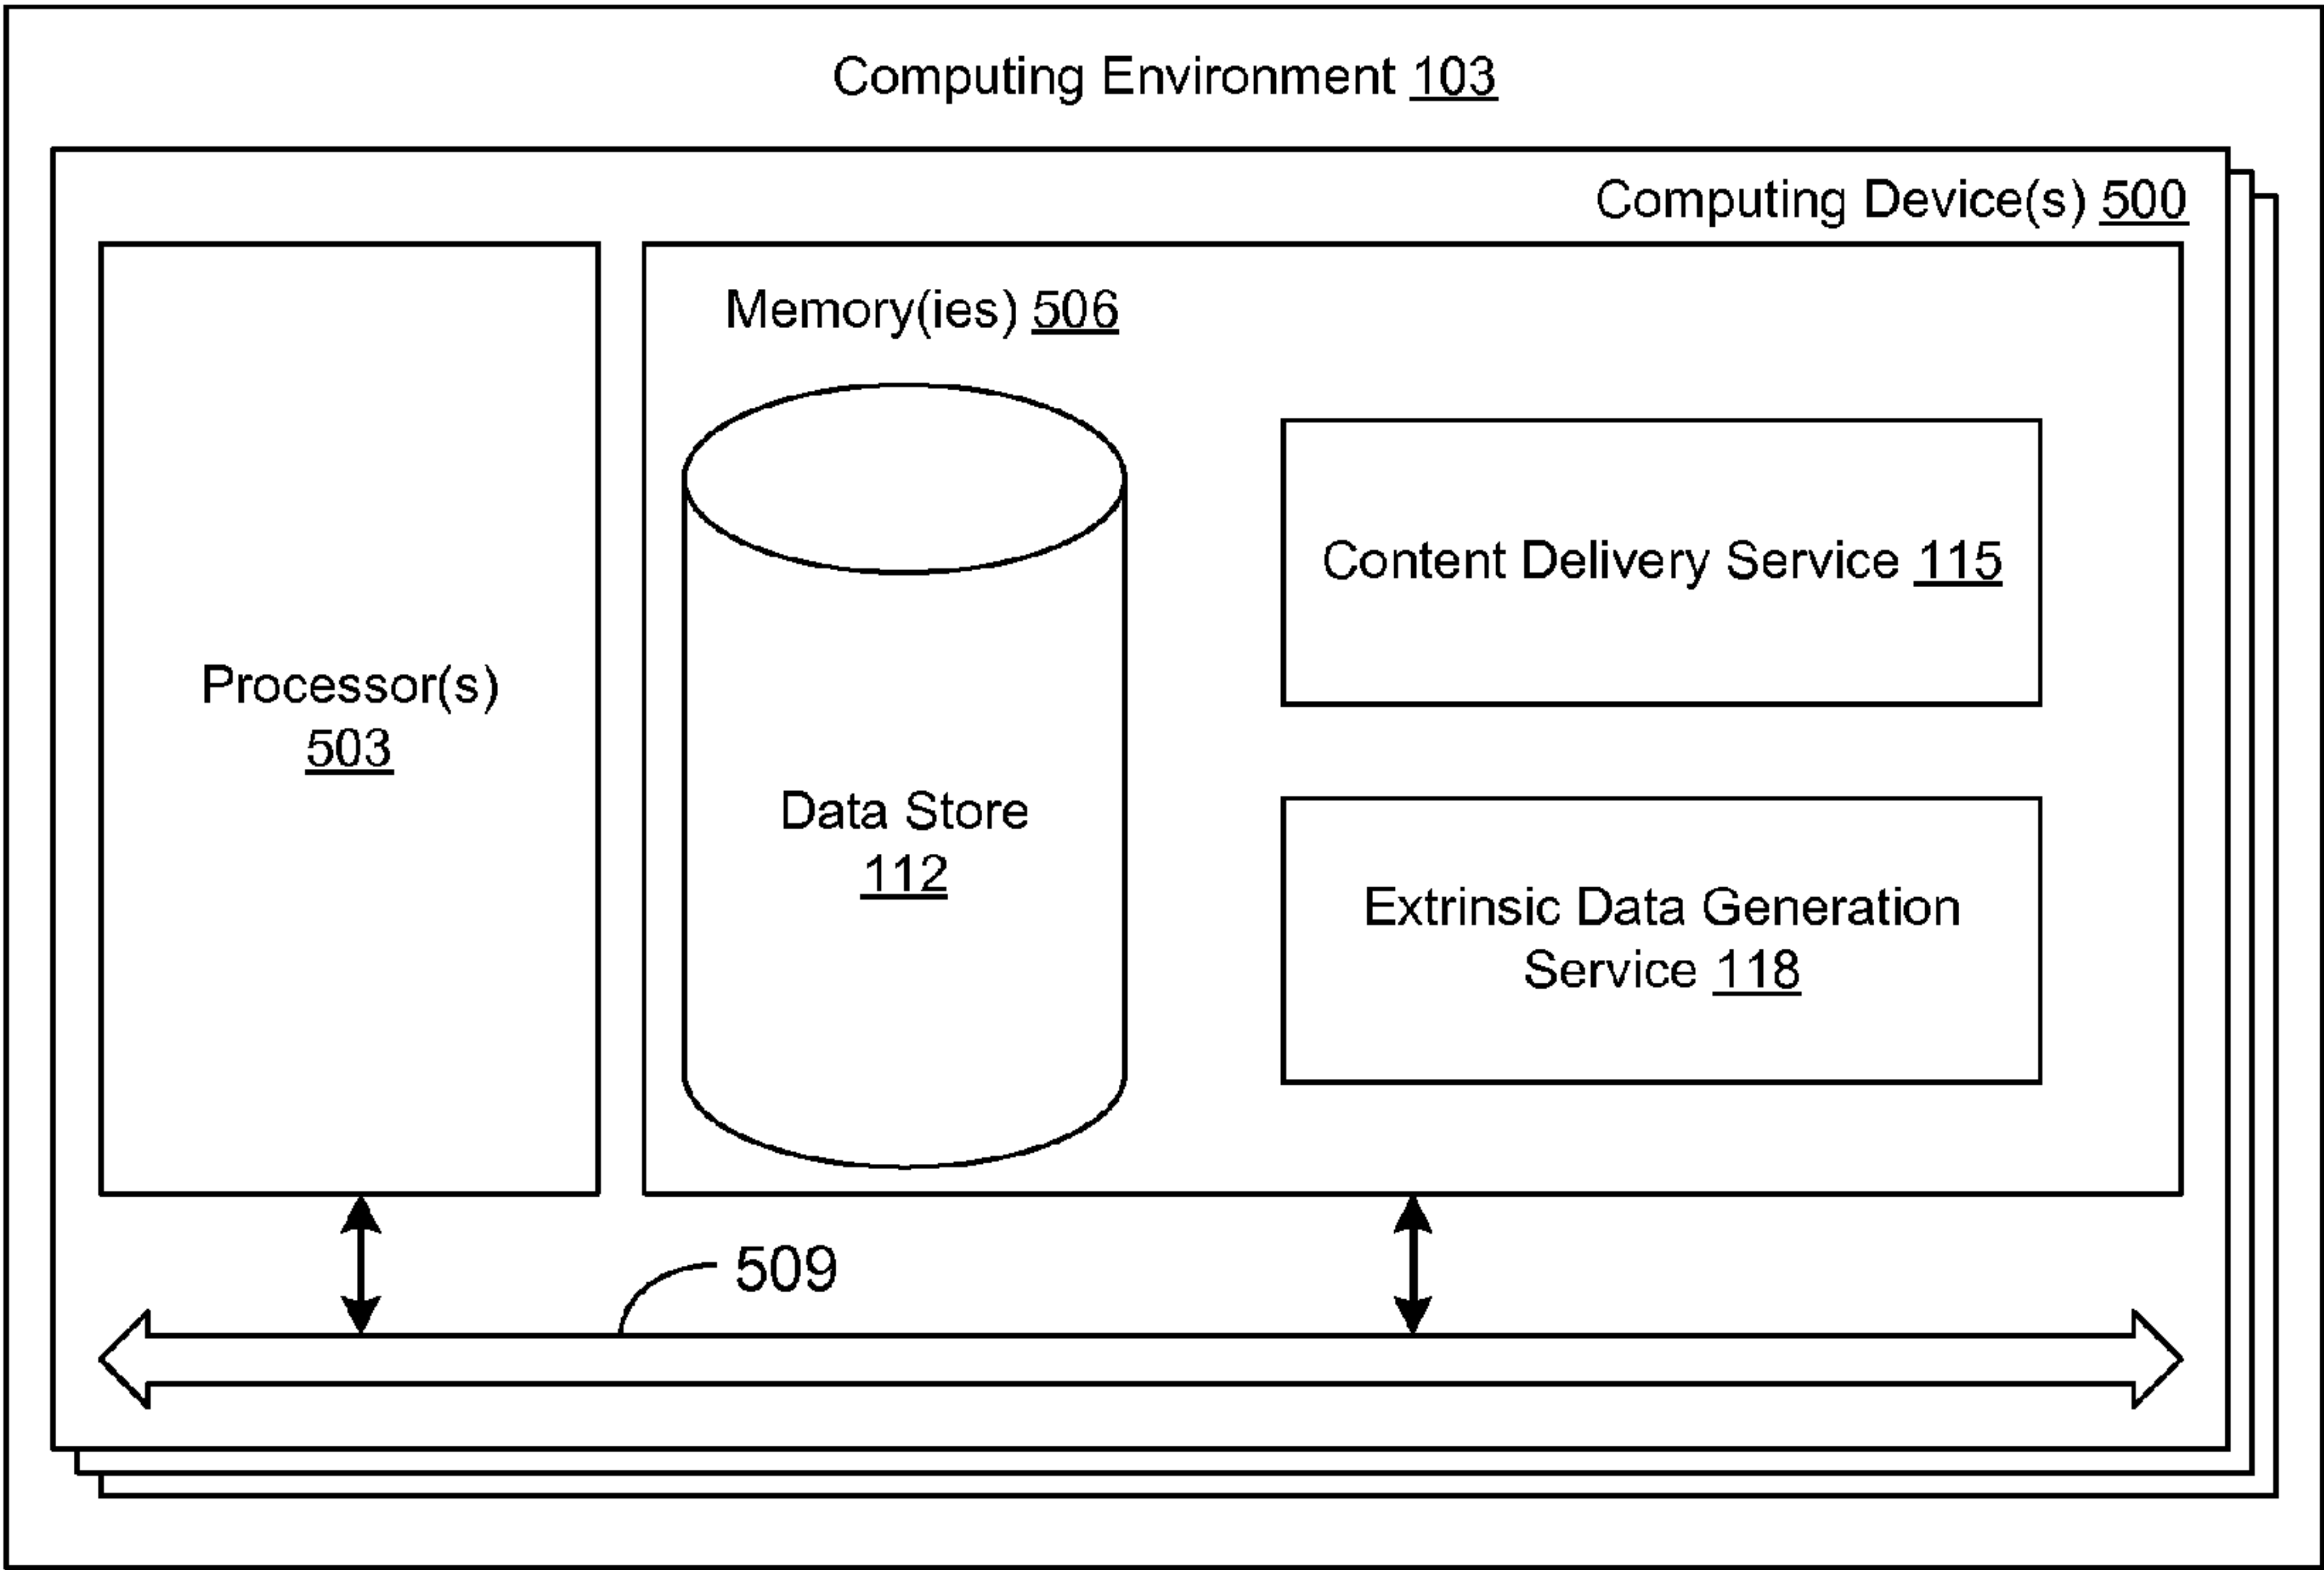 Computing Environment 103
Computing Device(s) 500
Memory(ies) 506
Content Delivery Service 115
Processor(s)
503
Data Store
112
Extrinsic Data Generation
Service 118
509